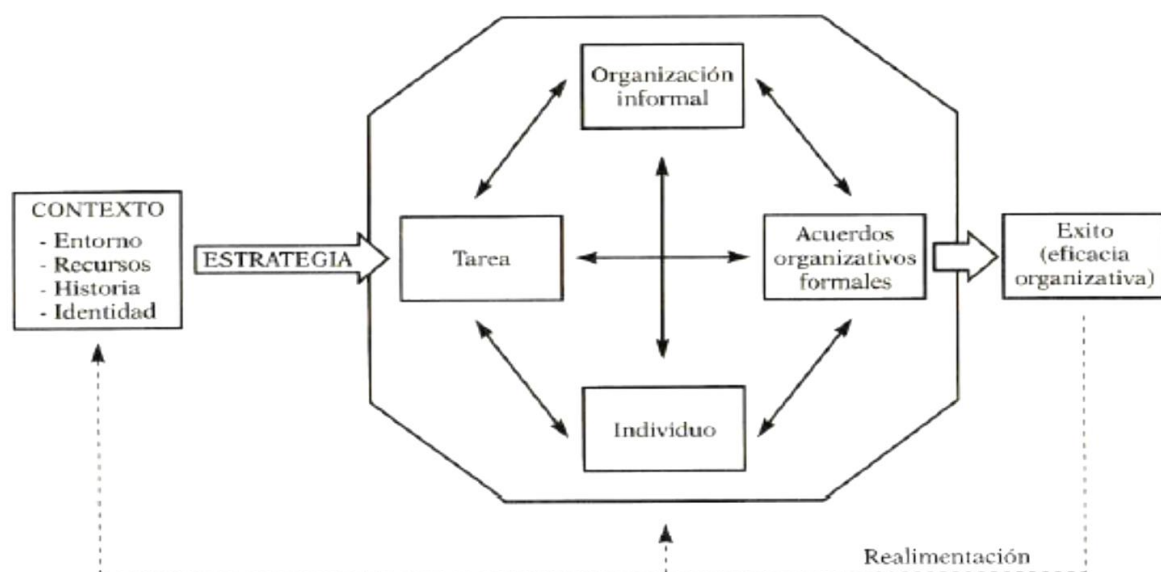 Organización
informal
CONTEXTO
- Entorno
- Recursos
- Historia
- Identidad
ESTRATEGIA
Tarea
Acuerdos
organizativos
formales
Exito
(eficacia
organizativa)
Individuo
Realimentación